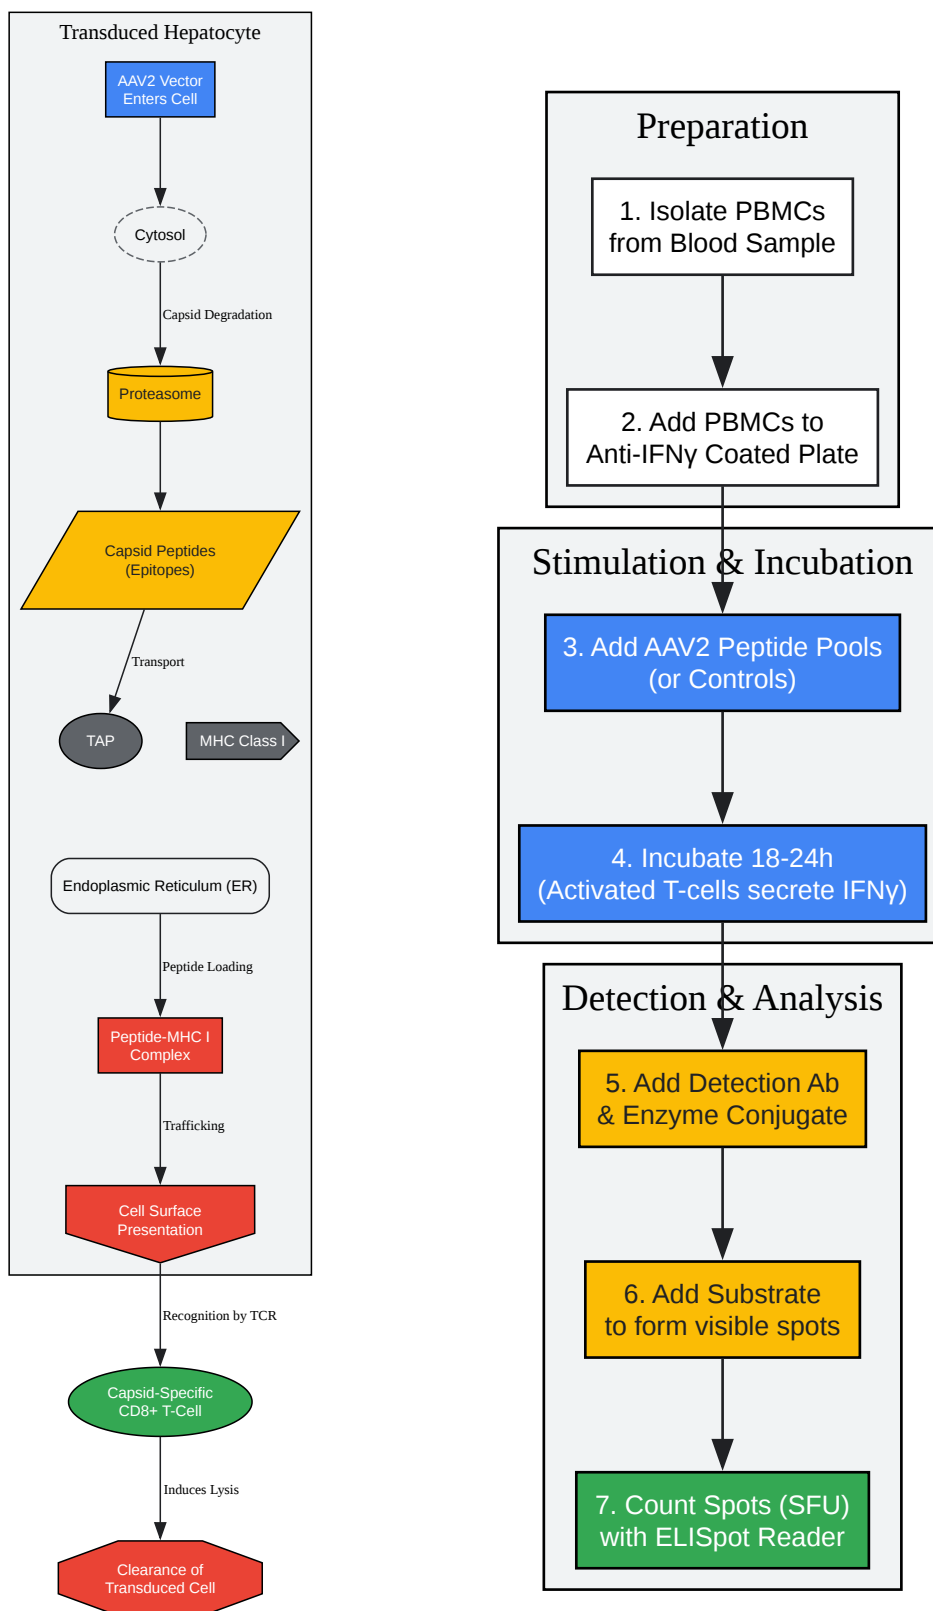 Transduced Hepatocyte
AAV2 Vector
Enters Cell
Cytosol
Capsid Degradation
Proteasome
Capsid Peptides
(Epitopes)
Transport
TAP
MHC Class I
Endoplasmic Reticulum (ER)
Peptide Loading
Peptide-MHC I
Complex
Trafficking
Cell Surface
Presentation
Recognition by TCR
Capsid-Specific
CD8+ T-Cell
Induces Lysis
Clearance of
Transduced Cell
Preparation
1. Isolate PBMCs
from Blood Sample
2. Add PBMCs to
Anti-IFNγ Coated Plate
Stimulation & Incubation
3. Add AAV2 Peptide Pools
(or Controls)
4. Incubate 18-24h
(Activated T-cells secrete IFNγ)
Detection & Analysis
5. Add Detection Ab
& Enzyme Conjugate
6. Add Substrate
to form visible spots
7. Count Spots (SFU)
with ELISpot Reader